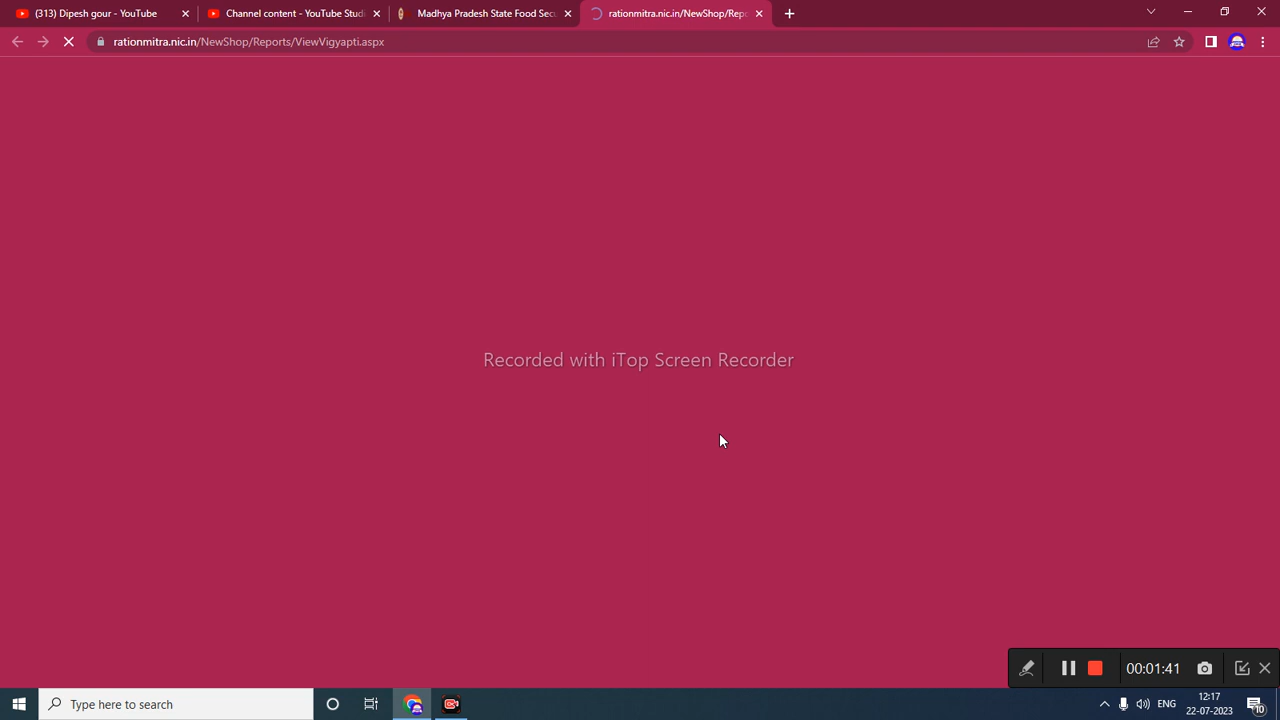 (313) Dipesh gour - YouTube
Channel content - YouTube Studi
Madhya Pradesh State Food Secu
rationmitra.nic.in/NewShop/Repo
rationmitra.nic.in/NewShop/Reports/ViewVigyapti.aspx
Recorded with iTop Screen Recorder
00:01:41
Type here to search
ENG
12:17
22-07-2023
10